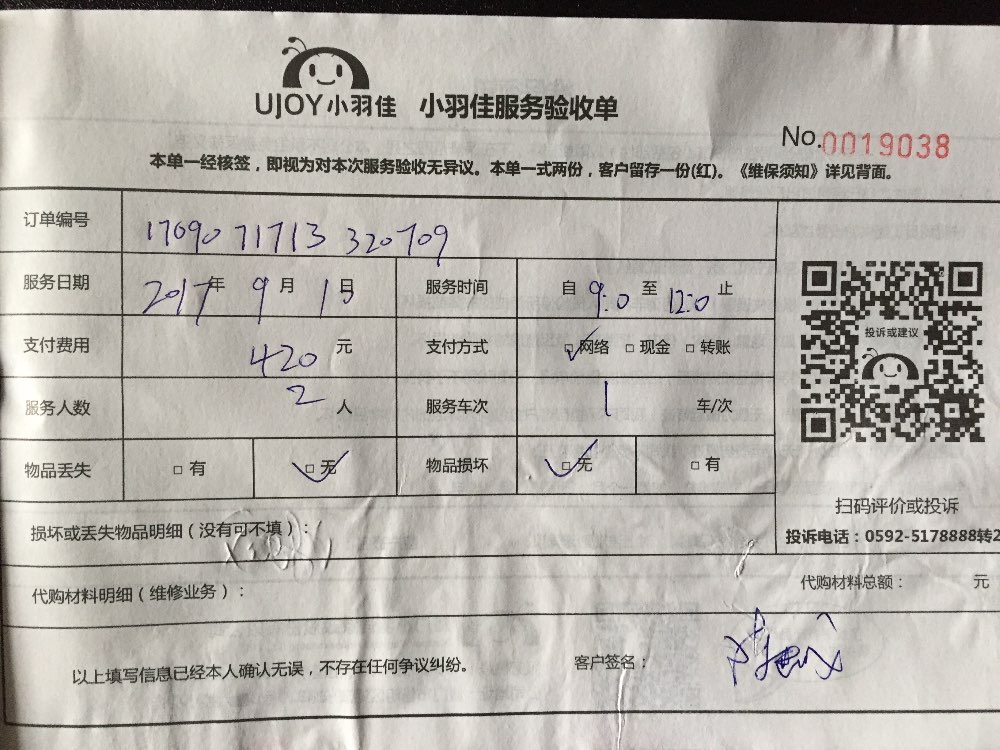 UJOY小羽佳 小羽佳服务验收单
No.0019038
本单一经核签，即视为对本次服务验收无异议。本单一式两份，客户留存一份(红)。《维保须知》详见背面。
订单编号 1709071713320709
服务日期 2017年 9月 1日 服务时间 自 9:0 至 12:0 止
投诉或建议
支付费用 420 元 支付方式 网络 现金 转账
服务人数 2 人 服务车次 1 车/次
物品丢失 有 无 物品损坏 无 有
扫码评价或投诉
损坏或丢失物品明细（没有可不填）：
投诉电话：0592-5178888转2
代购材料明细（维修业务）： 代购材料总额： 元
以上填写信息已经本人确认无误，不存在任何争议纠纷。 客户签名：